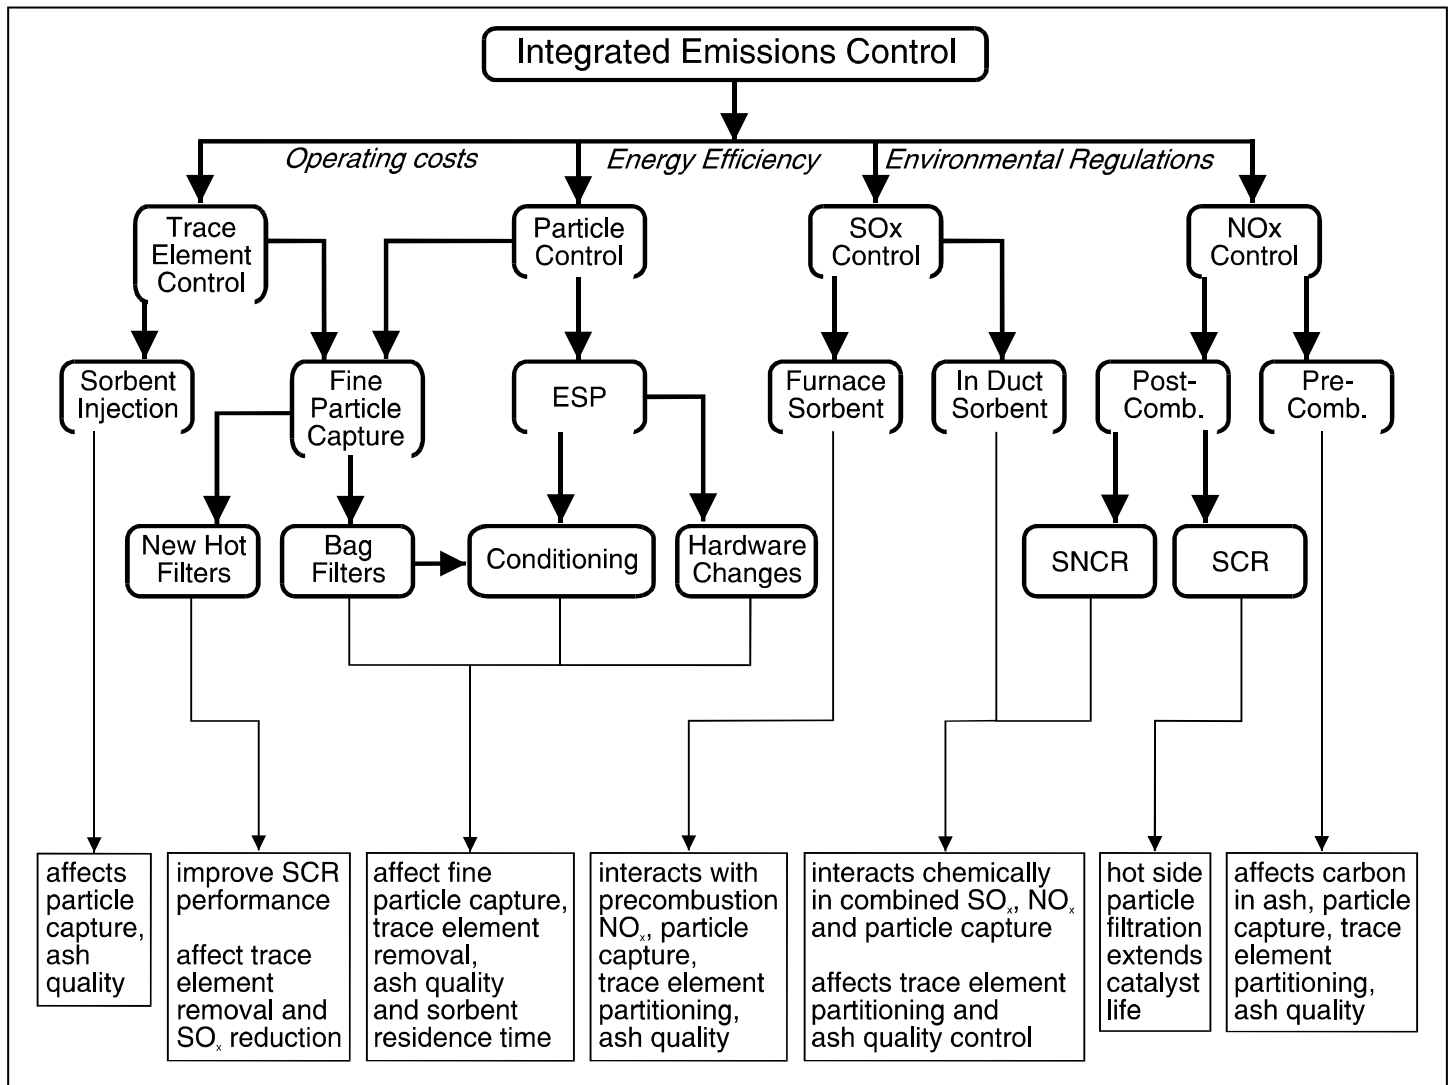 Integrated Emissions Control
Operating costs
Energy Efficiency
Environmental Regulations
Trace
Element
Control
Particle
Control
SOx
Control
NOx
Control
Sorbent
Injection
Fine
Particle
Capture
ESP
Furnace
Sorbent
In Duct
Sorbent
Post-
Comb.
Pre-
Comb.
New Hot
Filters
Bag
Filters
Conditioning
Hardware
Changes
SNCR
SCR
affects
particle
capture,
ash
quality
improve SCR
performance
affect trace
element
removal and
SOx reduction
affect fine
particle capture,
trace element
removal,
ash quality
and sorbent
residence time
interacts with
precombustion
NOx, particle
capture,
trace element
partitioning,
ash quality
interacts chemically
in combined SOx, NOx
and particle capture
affects trace element
partitioning and
ash quality control
hot side
particle
filtration
extends
catalyst
life
affects carbon
in ash, particle
capture, trace
element
partitioning,
ash quality